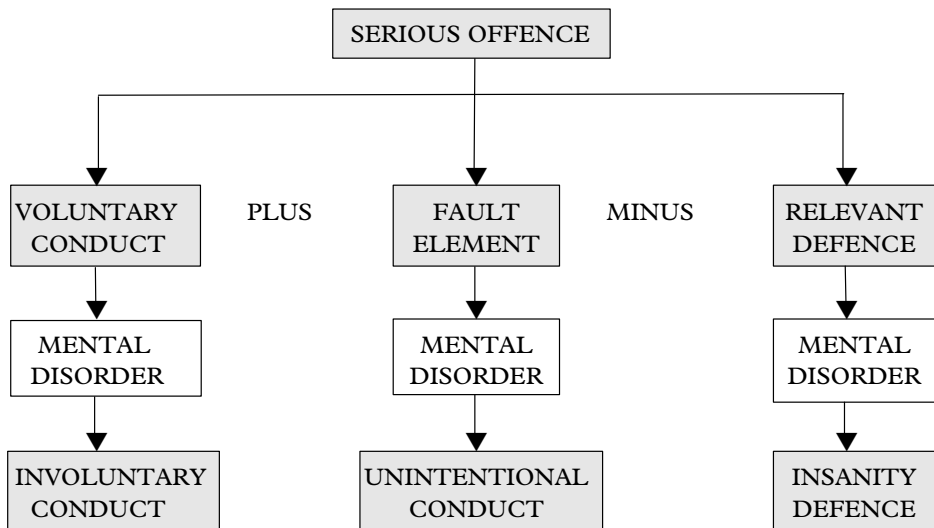 SERIOUS OFFENCE
VOLUNTARY
CONDUCT
PLUS
FAULT
ELEMENT
MINUS
RELEVANT
DEFENCE
MENTAL
DISORDER
MENTAL
DISORDER
MENTAL
DISORDER
INVOLUNTARY
CONDUCT
UNINTENTIONAL
CONDUCT
INSANITY
DEFENCE